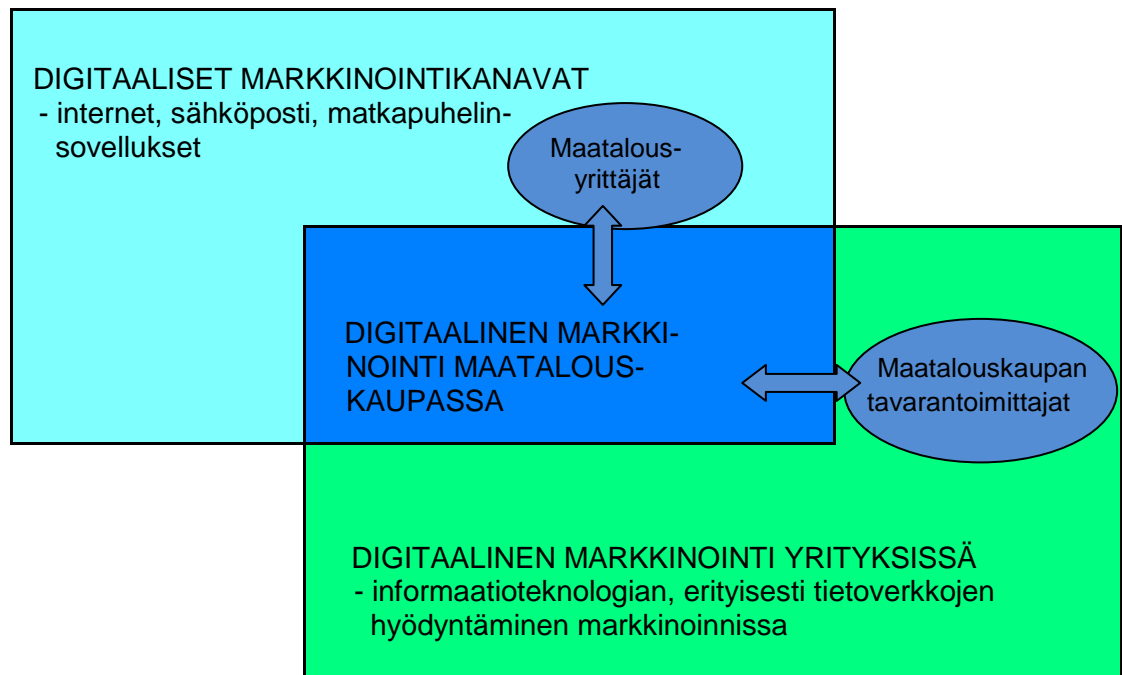 DIGITAALISET MARKKINOINTIKANAVAT
- internet, sähköposti, matkapuhelin-
sovellukset
Maatalous-
yrittäjät
DIGITAALINEN MARKKI-
NOINTI MAATALOUS-
KAUPASSA
Maatalouskaupan
tavarantoimittajat
DIGITAALINEN MARKKINOINTI YRITYKSISSÄ
- informaatioteknologian, erityisesti tietoverkkojen
hyödyntäminen markkinoinnissa